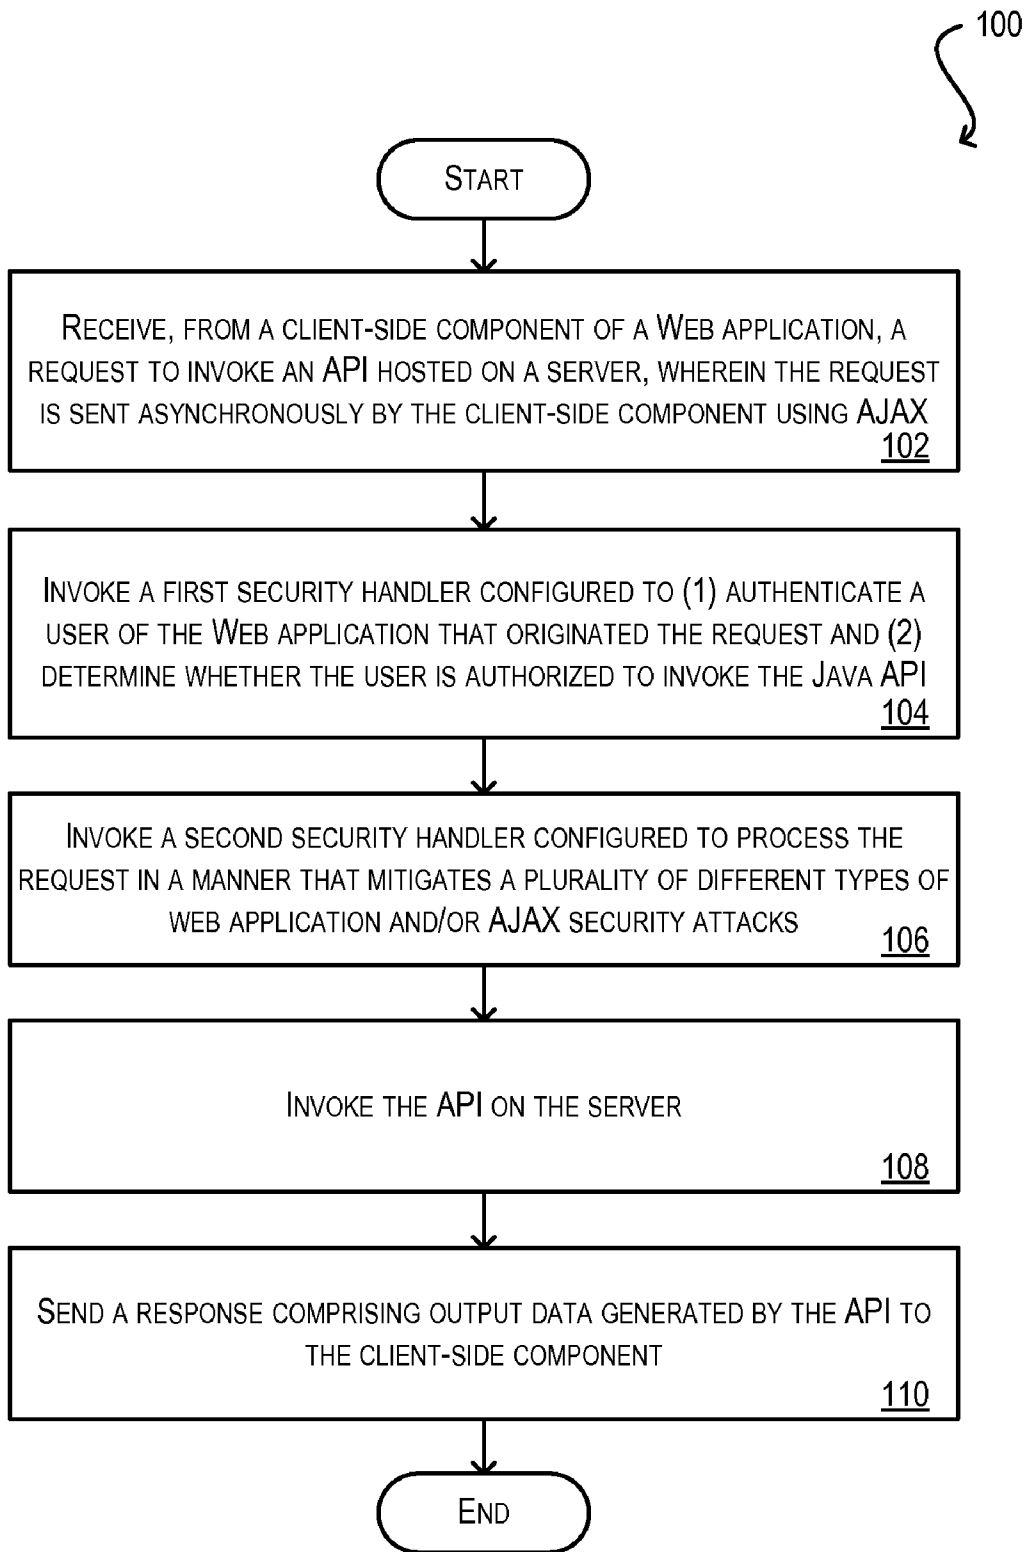 100
START
RECEIVE, FROM A CLIENT-SIDE COMPONENT OF A WEB APPLICATION, A
REQUEST TO INVOKE AN API HOSTED ON A SERVER, WHEREIN THE REQUEST
IS SENT ASYNCHRONOUSLY BY THE CLIENT-SIDE COMPONENT USING AJAX
102
INVOKE A FIRST SECURITY HANDLER CONFIGURED TO (1) AUTHENTICATE A
USER OF THE WEB APPLICATION THAT ORIGINATED THE REQUEST AND (2)
DETERMINE WHETHER THE USER IS AUTHORIZED TO INVOKE THE JAVA API
104
INVOKE A SECOND SECURITY HANDLER CONFIGURED TO PROCESS THE
REQUEST IN A MANNER THAT MITIGATES A PLURALITY OF DIFFERENT TYPES OF
WEB APPLICATION AND/OR AJAX SECURITY ATTACKS
106
INVOKE THE API ON THE SERVER
108
SEND A RESPONSE COMPRISING OUTPUT DATA GENERATED BY THE API TO
THE CLIENT-SIDE COMPONENT
110
END